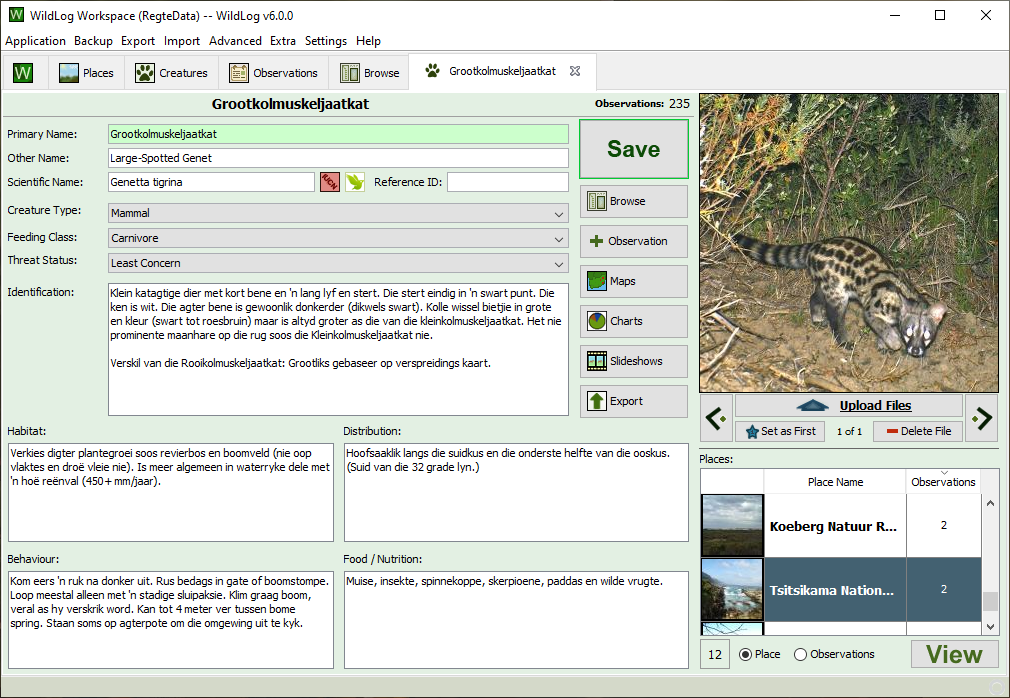 WildLog Workspace (RegteData) -- WildLog v6.0.0
Application Backup Export Import Advanced Extra Settings Help
W Places Creatures Observations Browse Grootkolmuskeljaatkat
Grootkolmuskeljaatkat
Observations: 235
Primary Name: Grootkolmuskeljaatkat
Other Name: Large-Spotted Genet
Scientific Name: Genetta tigrina IUCN Reference ID:
Creature Type: Mammal
Feeding Class: Carnivore
Threat Status: Least Concern
Identification:
Klein katagtige dier met kort bene en 'n lang lyf en stert. Die stert eindig in 'n swart punt. Die
ken is wit. Die agter bene is gewoonlik donkerder (dikwels swart). Kolle wissel bietjie in grote
en kleur (swart tot roesbruin) maar is altyd groter as die van die kleinkolmuskeljaatkat. Het nie
prominente maanhare op die rug soos die Kleinkolmuskeljaatkat nie.
Verskil van die Rooikolmuskeljaatkat: Grootliks gebaseer op verspreidings kaart.
Save
Browse
Observation
Maps
Charts
Slideshows
Export
Habitat:
Verkies digter plantegroei soos revierbos en boomveld (nie oop
vlaktes en droë vleie nie). Is meer algemeen in waterryke dele met
'n hoë reënval (450+ mm/jaar).
Distribution:
Hoofsaaklik langs die suidkus en die onderste helfte van die ooskus.
(Suid van die 32 grade lyn.)
Behaviour:
Kom eers 'n ruk na donker uit. Rus bedags in gate of boomstompe.
Loop meestal alleen met 'n stadige sluipaksie. Klim graag boom,
veral as hy verskrik word. Kan tot 4 meter ver tussen bome
spring. Staan soms op agterpote om die omgewing uit te kyk.
Food / Nutrition:
Muise, insekte, spinnekoppe, skerpioene, paddas en wilde vrugte.
Upload Files
Set as First 1 of 1 Delete File
Places:
Place Name Observations
Koeberg Natuur R... 2
Tsitsikama Nation... 2
12 Place Observations View